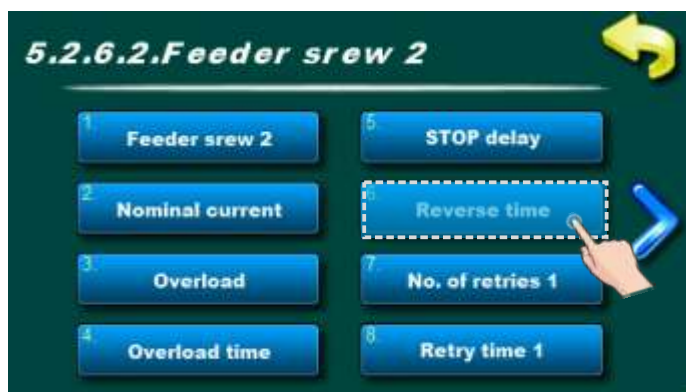 5.2.6.2.Feeder srew 2
1. Feeder srew 2
2. Nominal current
3. Overload
4. Overload time
5. STOP delay
6. Reverse time
7. No. of retries 1
8. Retry time 1